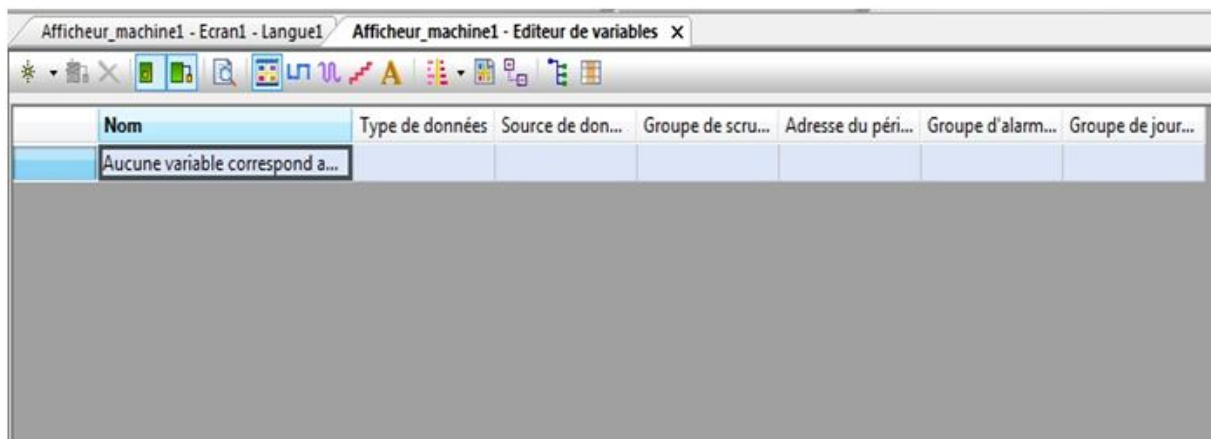 Afficheur_machine1 - Ecran1 - Langue1 Afficheur_machine1 - Editeur de variables X
A
Nom Type de données Source de don... Groupe de scru... Adresse du péri... Groupe d'alarm... Groupe de jour...
Aucune variable correspond a...